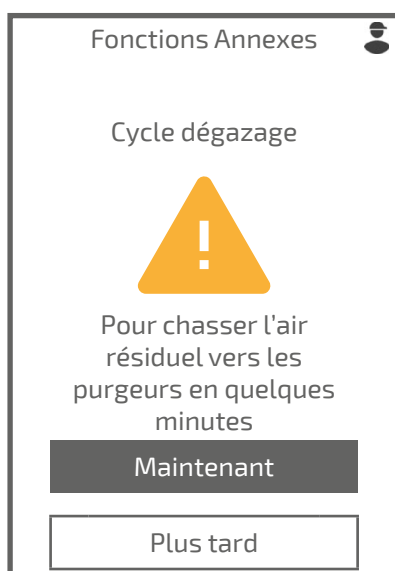 Fonctions Annexes
Cycle dégazage
!
Pour chasser l'air
résiduel vers les
purgeurs en quelques
minutes
Maintenant
Plus tard